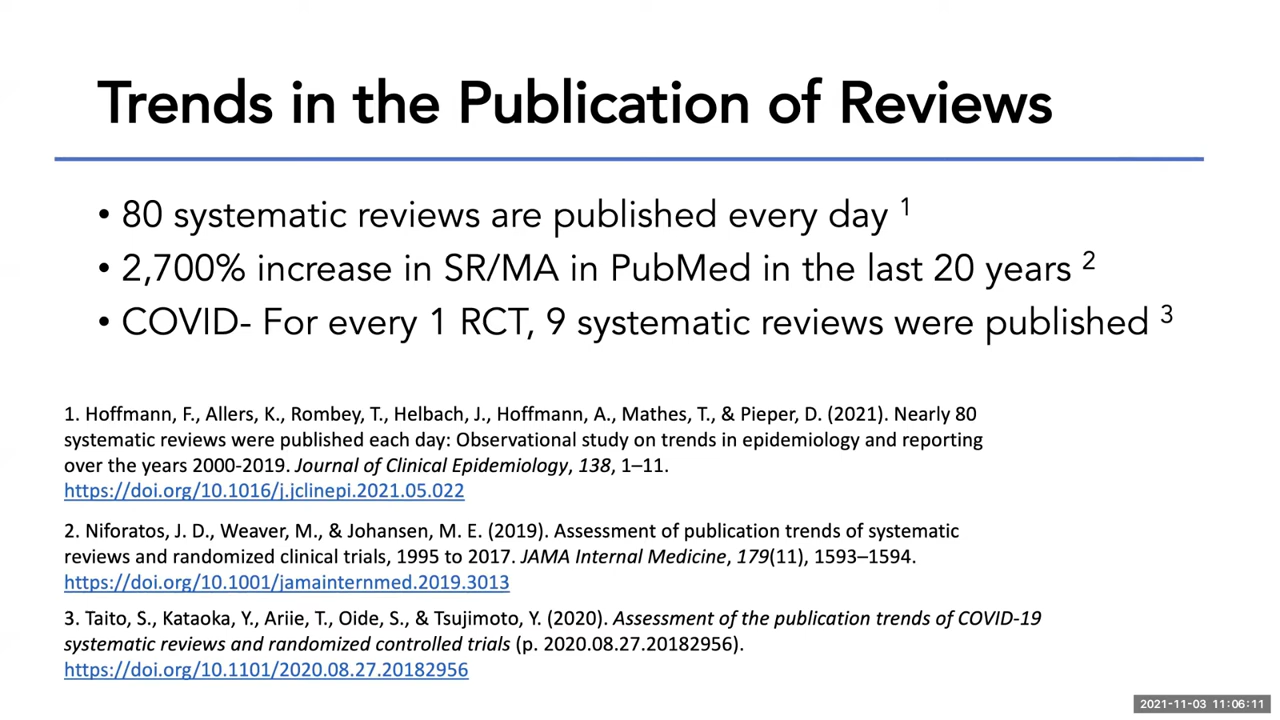 Trends in the Publication of Reviews
• 80 systematic reviews are published every day 1
• 2,700% increase in SR/MA in PubMed in the last 20 years 2
• COVID- For every 1 RCT, 9 systematic reviews were published 3
1. Hoffmann, F., Allers, K., Rombey, T., Helbach, J., Hoffmann, A., Mathes, T., & Pieper, D. (2021). Nearly 80
systematic reviews were published each day: Observational study on trends in epidemiology and reporting
over the years 2000-2019. Journal of Clinical Epidemiology, 138, 1–11.
https://doi.org/10.1016/j.jclinepi.2021.05.022
2. Niforatos, J. D., Weaver, M., & Johansen, M. E. (2019). Assessment of publication trends of systematic
reviews and randomized clinical trials, 1995 to 2017. JAMA Internal Medicine, 179(11), 1593–1594.
https://doi.org/10.1001/jamainternmed.2019.3013
3. Taito, S., Kataoka, Y., Ariie, T., Oide, S., & Tsujimoto, Y. (2020). Assessment of the publication trends of COVID-19
systematic reviews and randomized controlled trials (p. 2020.08.27.20182956).
https://doi.org/10.1101/2020.08.27.20182956
2021-11-03 11:06:11